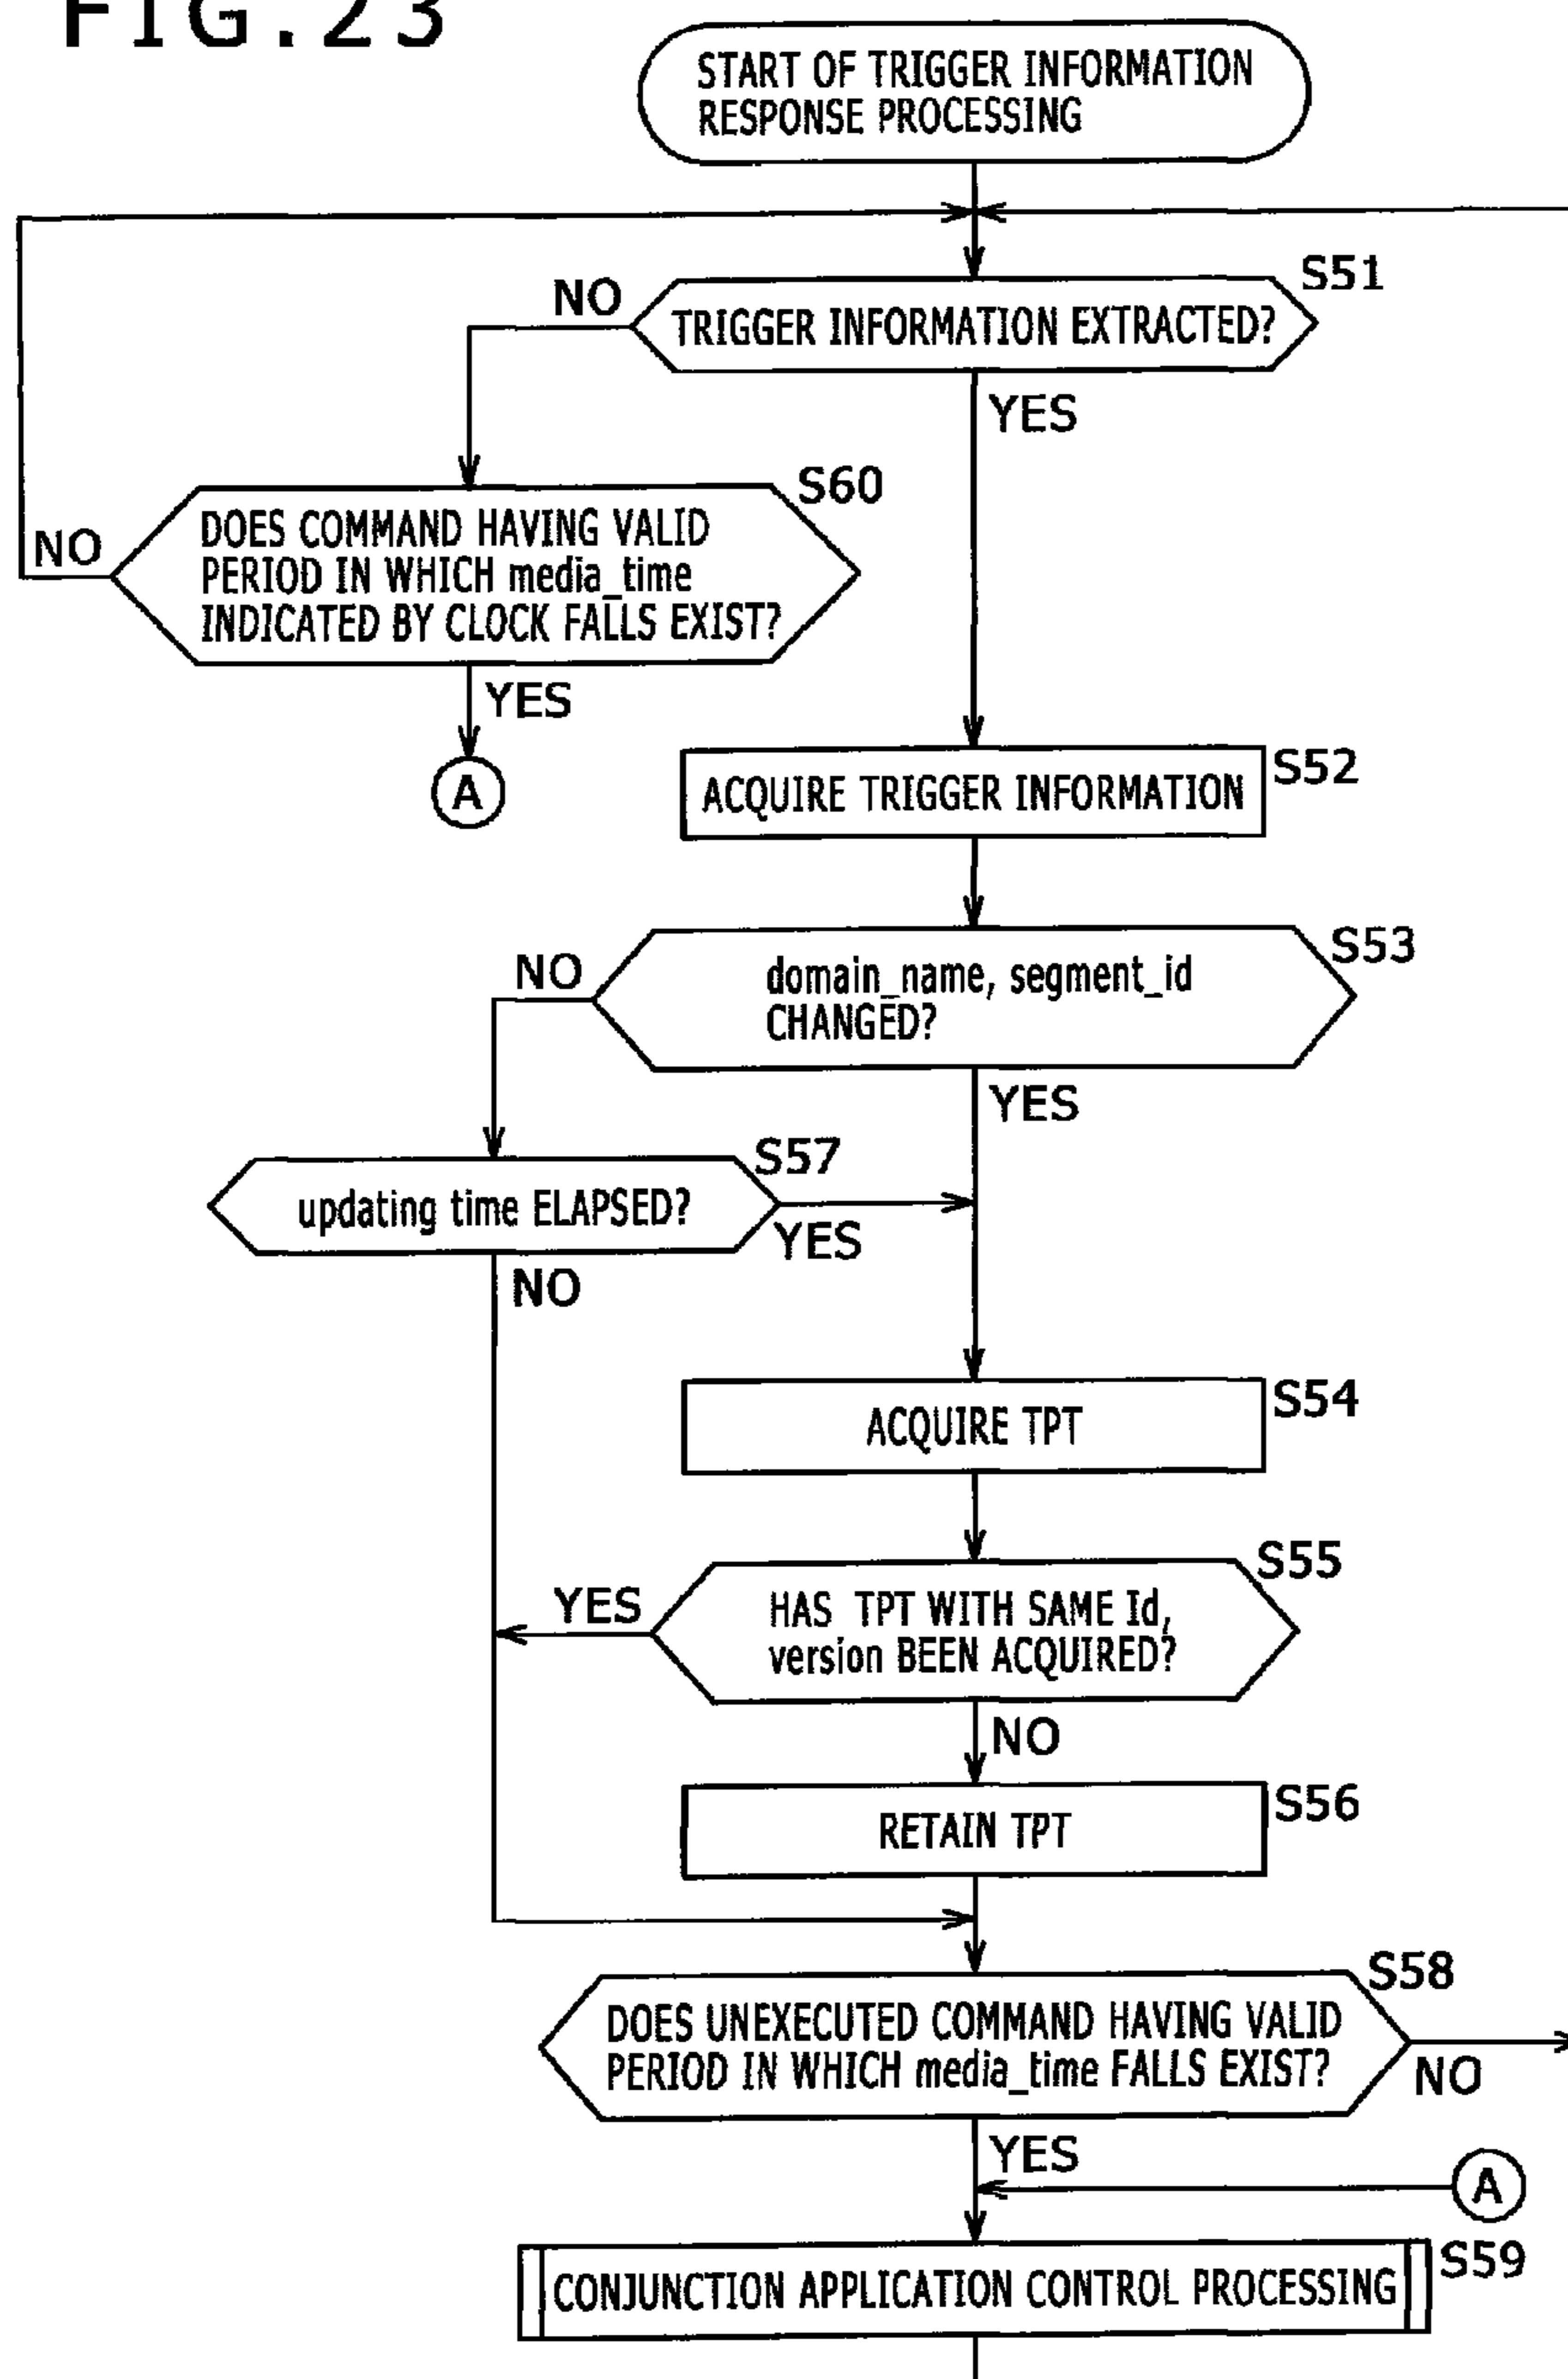 FIG.23
START OF TRIGGER INFORMATION
RESPONSE PROCESSING
S51
NO
TRIGGER INFORMATION EXTRACTED?
YES
S60
NO
DOES COMMAND HAVING VALID
PERIOD IN WHICH media_time
INDICATED BY CLOCK FALLS EXIST?
YES
A
S52
ACQUIRE TRIGGER INFORMATION
S53
NO
domain_name, segment_id
CHANGED?
YES
S57
updating time ELAPSED?
YES
NO
S54
ACQUIRE TPT
S55
YES
HAS TPT WITH SAME Id,
version BEEN ACQUIRED?
NO
S56
RETAIN TPT
S58
DOES UNEXECUTED COMMAND HAVING VALID
PERIOD IN WHICH media_time FALLS EXIST?
NO
YES
A
S59
CONJUNCTION APPLICATION CONTROL PROCESSING